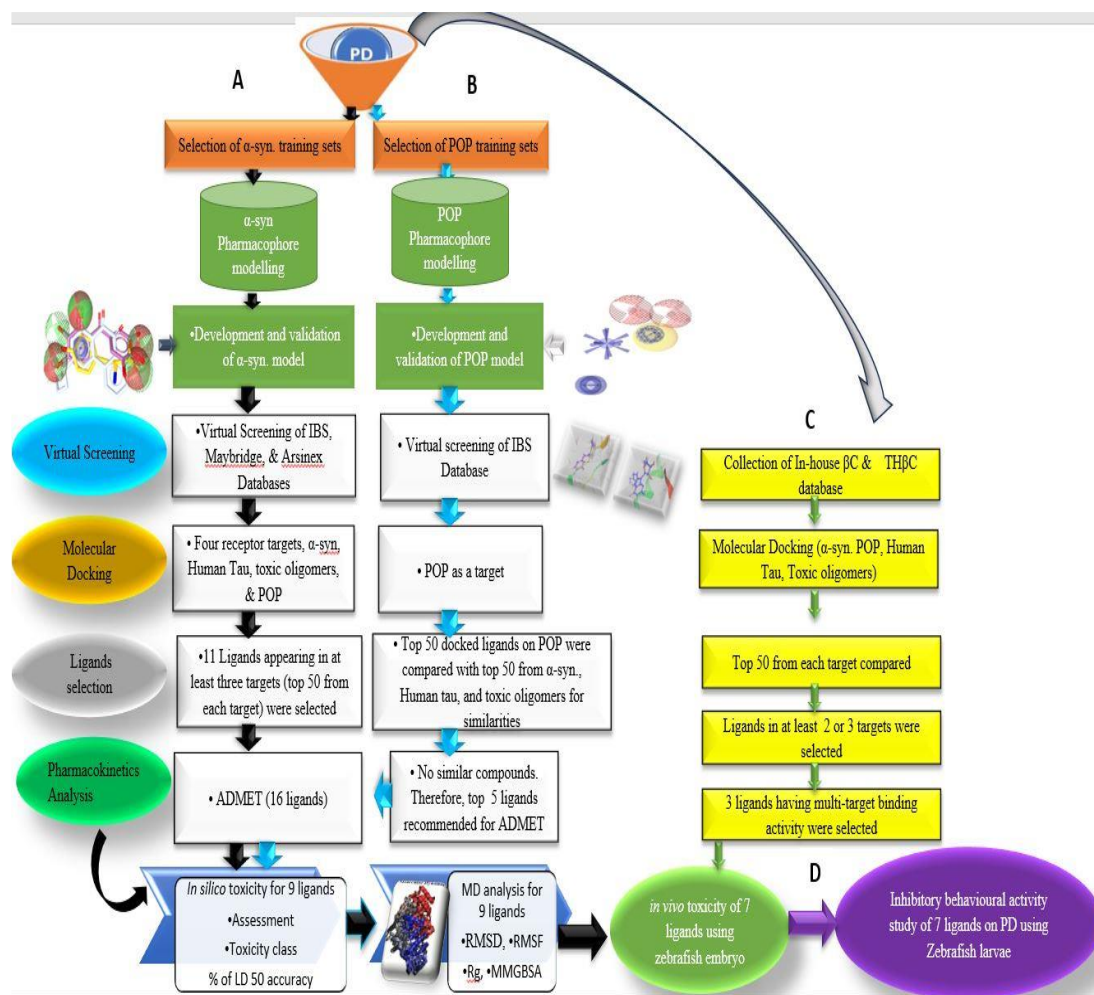 PD
A
B
Selection of α-syn. training sets
Selection of POP training sets
α-syn
Pharmacophore
modelling
POP
Pharmacophore
modelling
•Development and validation
of α-syn. model
•Development and
validation of POP model
Virtual Screening
•Virtual Screening of IBS,
Maybridge, & Arsinex
Databases
• Virtual screening of IBS
Database
C
Collection of In-house βC & THβC
database
Molecular
Docking
• Four receptor targets, α-syn,
Human Tau, toxic oligomers,
& POP
• POP as a target
Molecular Docking (α-syn. POP, Human
Tau, Toxic oligomers)
Ligands
selection
•11 Ligands appearing in at
least three targets (top 50 from
each target) were selected
• Top 50 docked ligands on POP were
compared with top 50 from α-syn.,
Human tau, and toxic oligomers for
similarities
Top 50 from each target compared
Ligands in at least 2 or 3 targets were
selected
Pharmacokinetics
Analysis
• ADMET (16 ligands)
• No similar compounds.
Therefore, top 5 ligands
recommended for ADMET
3 ligands having multi-target binding
activity were selected
In silico toxicity for 9 ligands
•Assessment
•Toxicity class
% of LD 50 accuracy
MD analysis for
9 ligands
•RMSD, •RMSF
•Rg, •MMGBSA
in vivo toxicity of 7
ligands using
zebrafish embryo
D
Inhibitory behavioural activity
study of 7 ligands on PD using
Zebrafish larvae